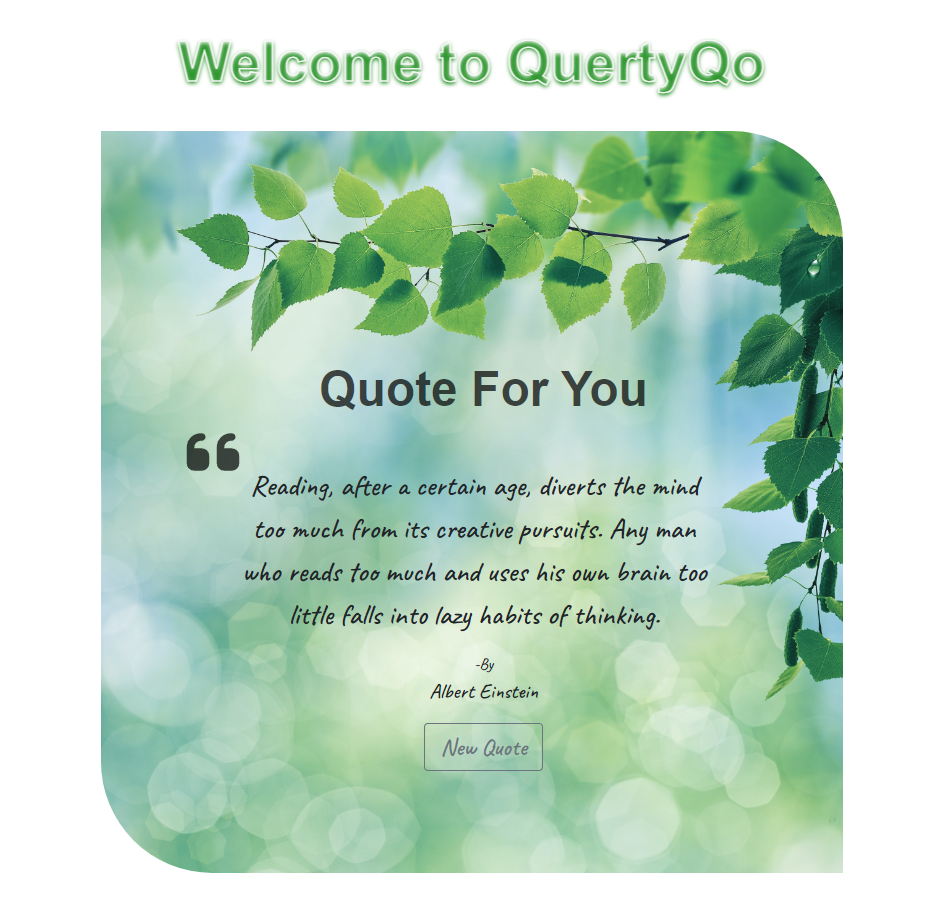 Welcome to QuertyQo
Quote For You
“
Reading, after a certain age, diverts the mind
too much from its creative pursuits. Any man
who reads too much and uses his own brain too
little falls into lazy habits of thinking.
-By
Albert Einstein
New Quote